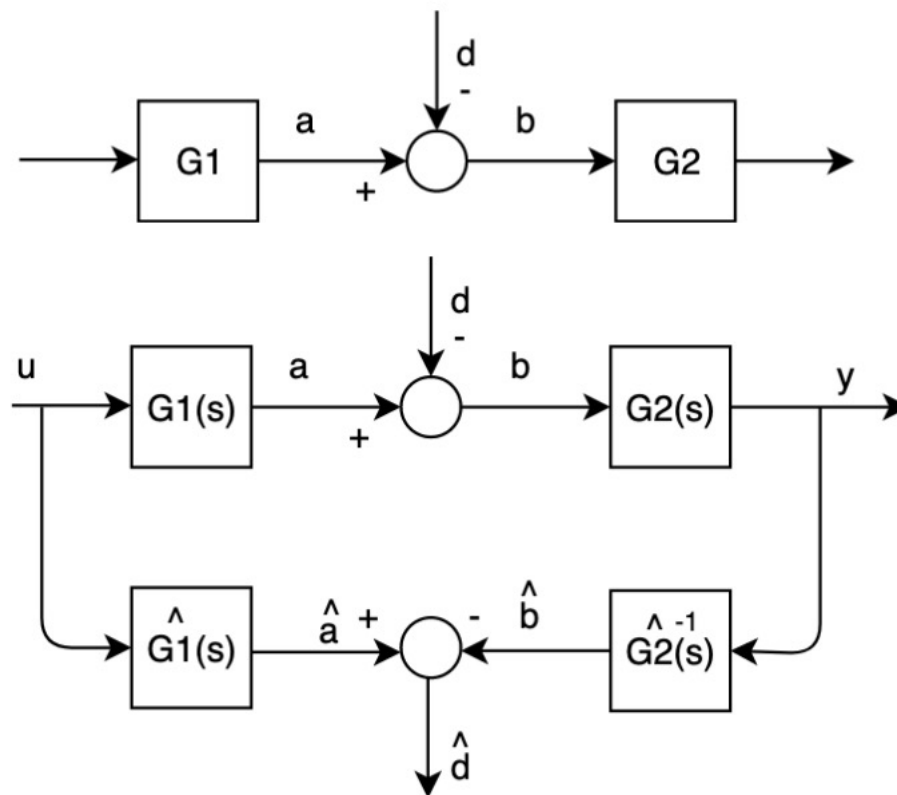 d
-
a
b
G1
G2
+
d
-
u
a
b
y
G1(s)
G2(s)
+
^
^
^ -1
^
G1(s)
a
+
-
b
G2(s)
^
d